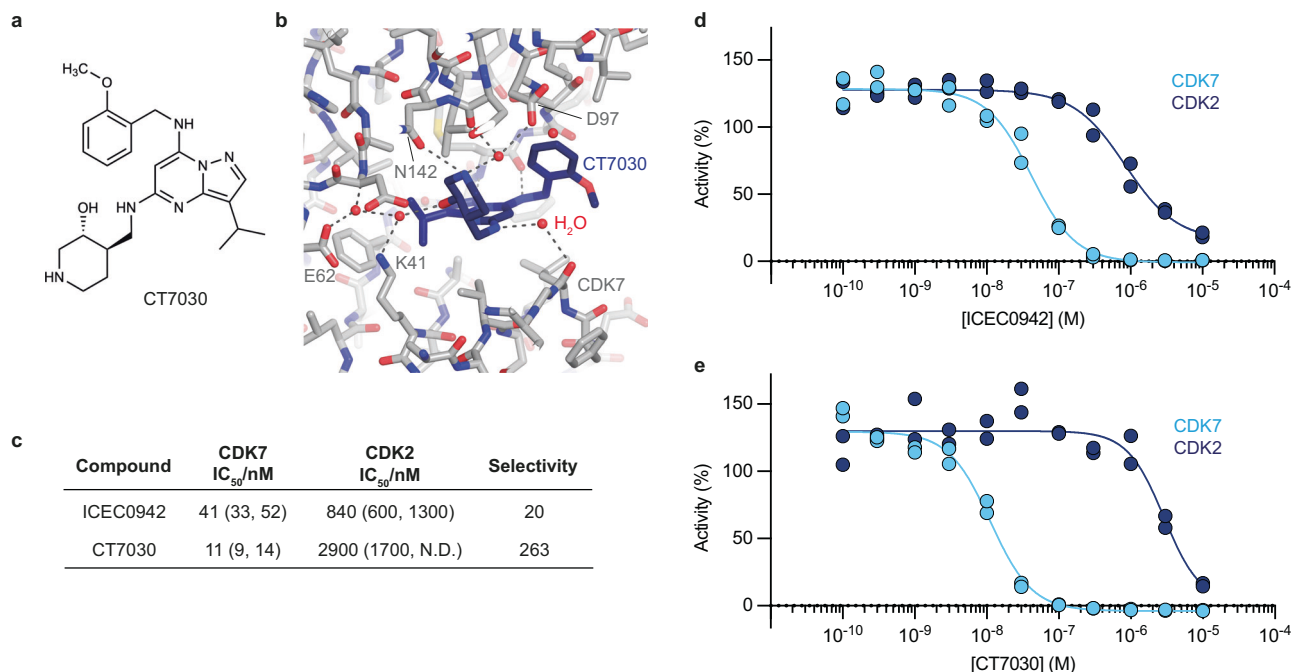 a
H₃C
O
NH
N
N
OH
NH
N
HN
CT7030
b
D97
N142
CT7030
H₂O
E62
K41
CDK7
c
Compound CDK7 IC₅₀/nM CDK2 IC₅₀/nM Selectivity
ICEC0942 41 (33, 52) 840 (600, 1300) 20
CT7030 11 (9, 14) 2900 (1700, N.D.) 263
d
CDK7
CDK2
Activity (%)
150
100
50
0
10⁻¹⁰ 10⁻⁹ 10⁻⁸ 10⁻⁷ 10⁻⁶ 10⁻⁵ 10⁻⁴
[ICEC0942] (M)
e
CDK7
CDK2
Activity (%)
150
100
50
0
10⁻¹⁰ 10⁻⁹ 10⁻⁸ 10⁻⁷ 10⁻⁶ 10⁻⁵ 10⁻⁴
[CT7030] (M)